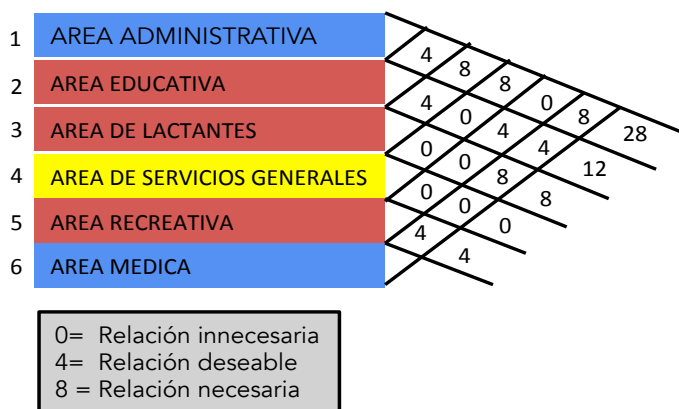 1 AREA ADMINISTRATIVA
2 AREA EDUCATIVA
3 AREA DE LACTANTES
4 AREA DE SERVICIOS GENERALES
5 AREA RECREATIVA
6 AREA MEDICA
4 8 8 0 8 28
4 0 4 4 12
0 0 8 8
0 0 0
4 4
0= Relación innecesaria
4= Relación deseable
8 = Relación necesaria